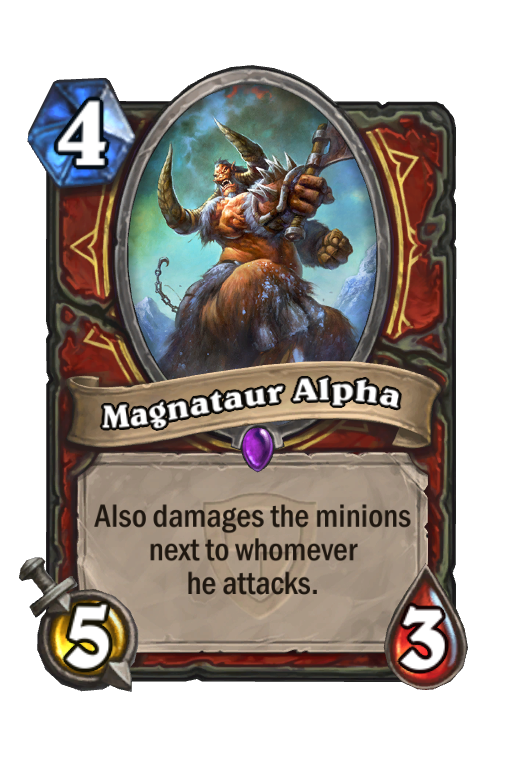 4
Magnataur Alpha
Also damages the minions
next to whomever
he attacks.
5
3